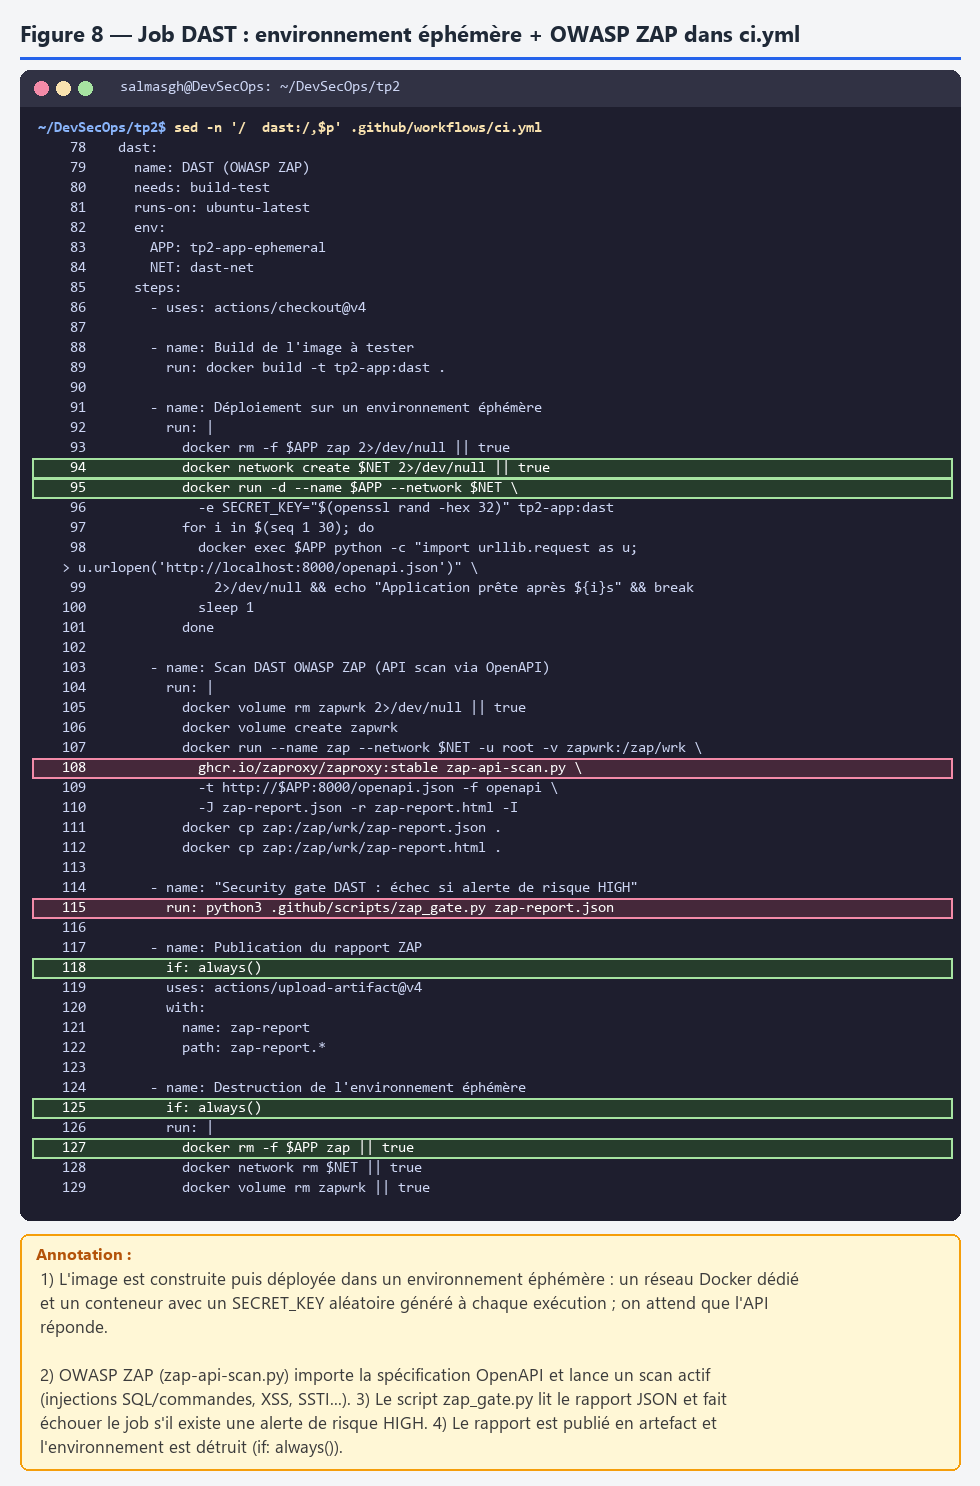 Figure 8 — Job DAST : environnement éphémère + OWASP ZAP dans ci.yml
salmasgh@DevSecOps: ~/DevSecOps/tp2
~/DevSecOps/tp2$ sed -n '/  dast:/,$p' .github/workflows/ci.yml
78    dast:
79      name: DAST (OWASP ZAP)
80      needs: build-test
81      runs-on: ubuntu-latest
82      env:
83        APP: tp2-app-ephemeral
84        NET: dast-net
85      steps:
86        - uses: actions/checkout@v4
87
88        - name: Build de l'image à tester
89          run: docker build -t tp2-app:dast .
90
91        - name: Déploiement sur un environnement éphémère
92          run: |
93            docker rm -f $APP zap 2>/dev/null || true
94            docker network create $NET 2>/dev/null || true
95            docker run -d --name $APP --network $NET \
96              -e SECRET_KEY="$(openssl rand -hex 32)" tp2-app:dast
97            for i in $(seq 1 30); do
98              docker exec $APP python -c "import urllib.request as u;
> u.urlopen('http://localhost:8000/openapi.json')" \
99                2>/dev/null && echo "Application prête après ${i}s" && break
100              sleep 1
101            done
102
103        - name: Scan DAST OWASP ZAP (API scan via OpenAPI)
104          run: |
105            docker volume rm zapwrk 2>/dev/null || true
106            docker volume create zapwrk
107            docker run --name zap --network $NET -u root -v zapwrk:/zap/wrk \
108              ghcr.io/zaproxy/zaproxy:stable zap-api-scan.py \
109              -t http://$APP:8000/openapi.json -f openapi \
110              -J zap-report.json -r zap-report.html -I
111            docker cp zap:/zap/wrk/zap-report.json .
112            docker cp zap:/zap/wrk/zap-report.html .
113
114        - name: "Security gate DAST : échec si alerte de risque HIGH"
115          run: python3 .github/scripts/zap_gate.py zap-report.json
116
117        - name: Publication du rapport ZAP
118          if: always()
119          uses: actions/upload-artifact@v4
120          with:
121            name: zap-report
122            path: zap-report.*
123
124        - name: Destruction de l'environnement éphémère
125          if: always()
126          run: |
127            docker rm -f $APP zap || true
128            docker network rm $NET || true
129            docker volume rm zapwrk || true
Annotation :
1) L'image est construite puis déployée dans un environnement éphémère : un réseau Docker dédié
et un conteneur avec un SECRET_KEY aléatoire généré à chaque exécution ; on attend que l'API
réponde.
2) OWASP ZAP (zap-api-scan.py) importe la spécification OpenAPI et lance un scan actif
(injections SQL/commandes, XSS, SSTI…). 3) Le script zap_gate.py lit le rapport JSON et fait
échouer le job s'il existe une alerte de risque HIGH. 4) Le rapport est publié en artefact et
l'environnement est détruit (if: always()).